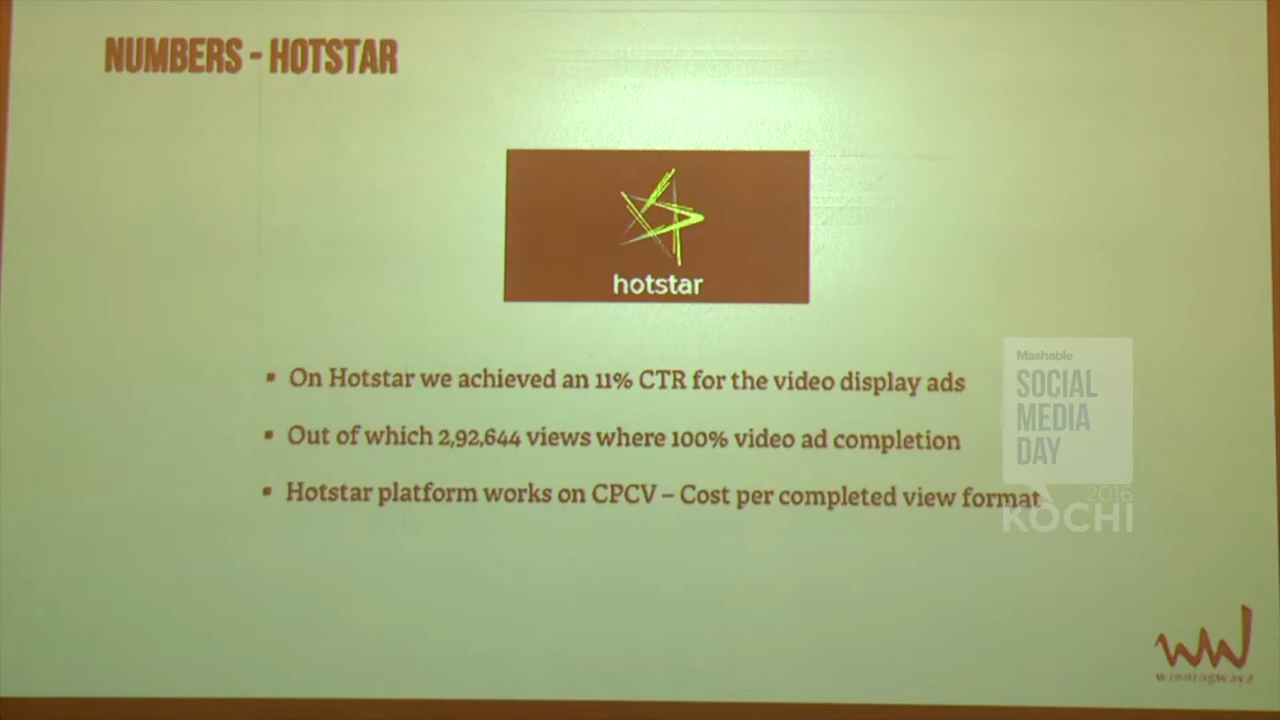 NUMBERS - HOTSTAR
hotstar
▪ On Hotstar we achieved an 11% CTR for the video display ads
▪ Out of which 2,92,644 views where 100% video ad completion
▪ Hotstar platform works on CPCV – Cost per completed view format
Mashable
SOCIAL
MEDIA
DAY
2016
KOCHI
WW
winningwayz